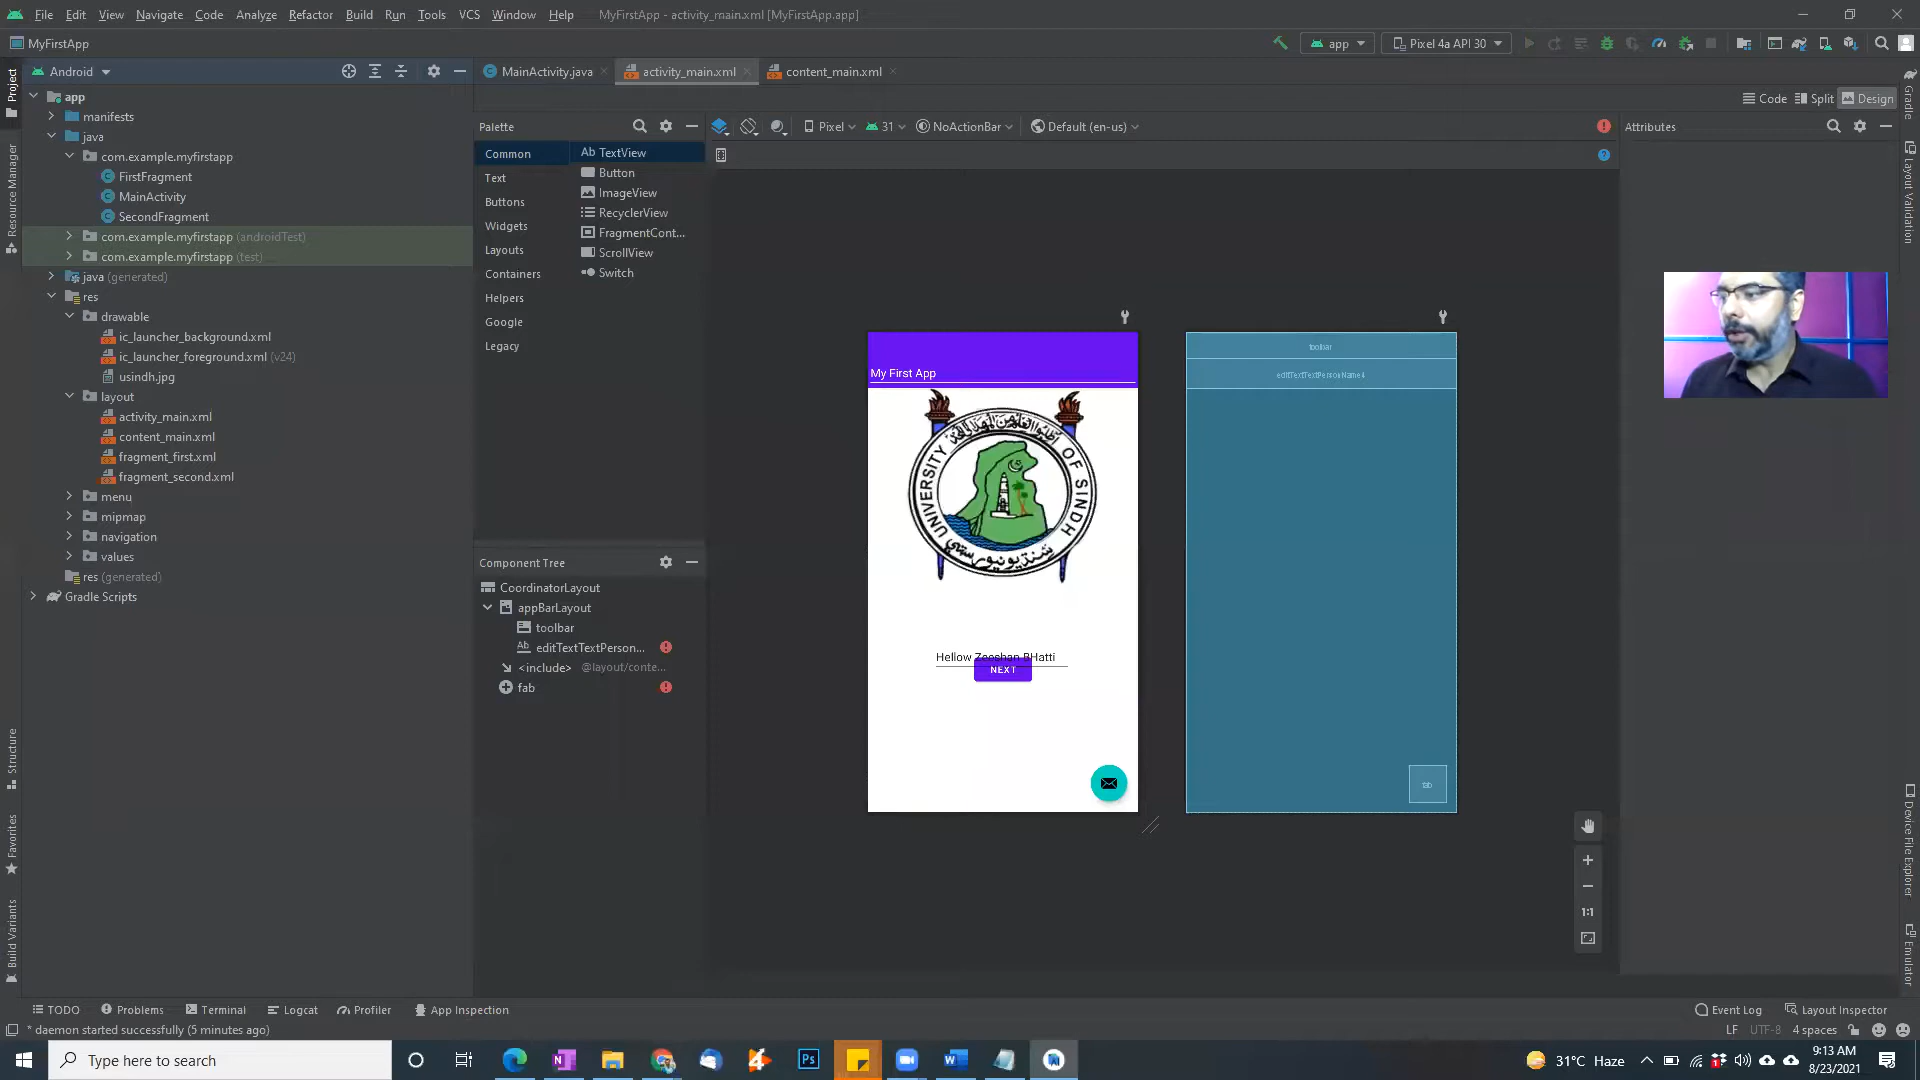 File Edit View Navigate Code Analyze Refactor Build Run Tools VCS Window Help MyFirstApp - activity_main.xml [MyFirstApp.app]
MyFirstApp app Pixel 4a API 30
Android MainActivity.java activity_main.xml content_main.xml
Code Split Design
Project
Resource Manager
Structure
Favorites
Build Variants
app
manifests
java
com.example.myfirstapp
FirstFragment
MainActivity
SecondFragment
com.example.myfirstapp (androidTest)
com.example.myfirstapp (test)
java (generated)
res
drawable
ic_launcher_background.xml
ic_launcher_foreground.xml (v24)
usindh.jpg
layout
activity_main.xml
content_main.xml
fragment_first.xml
fragment_second.xml
menu
mipmap
navigation
values
res (generated)
Gradle Scripts
Palette
Common
Text
Buttons
Widgets
Layouts
Containers
Helpers
Google
Legacy
Ab TextView
Button
ImageView
RecyclerView
FragmentCont...
ScrollView
Switch
Component Tree
CoordinatorLayout
appBarLayout
toolbar
Ab editTextTextPerson...
<include> @layout/conte...
fab
Pixel 31 NoActionBar Default (en-us)
My First App
UNIVERSITY OF SINDH
Hellow Zeeshan BHatti
NEXT
toolbar
editTextTextPersonName4
fab
1:1
Attributes
Gradle
Layout Validation
Device File Explorer
Emulator
TODO Problems Terminal Logcat Profiler App Inspection Event Log Layout Inspector
* daemon started successfully (5 minutes ago) LF UTF-8 4 spaces
Type here to search
Ps
31°C Haze
9:13 AM
8/23/2021